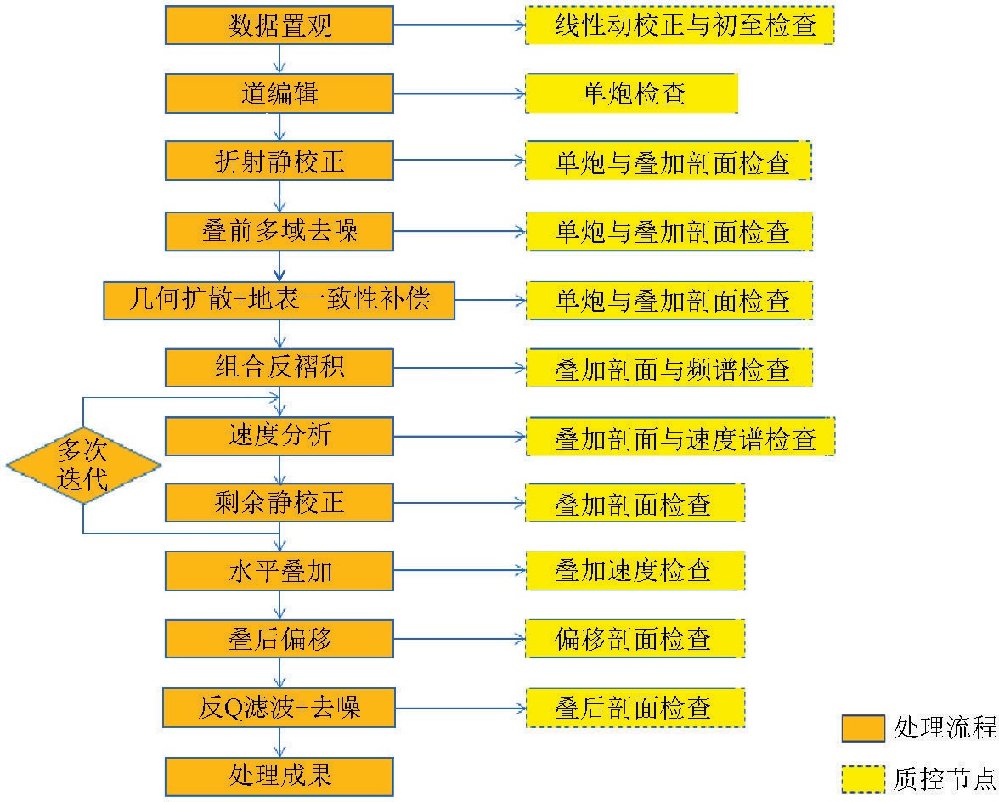 数据置观
线性动校正与初至检查
道编辑
单炮检查
折射静校正
单炮与叠加剖面检查
叠前多域去噪
单炮与叠加剖面检查
几何扩散+地表一致性补偿
单炮与叠加剖面检查
组合反褶积
叠加剖面与频谱检查
速度分析
叠加剖面与速度谱检查
多次
迭代
剩余静校正
叠加剖面检查
水平叠加
叠加速度检查
叠后偏移
偏移剖面检查
反Q滤波+去噪
叠后剖面检查
处理成果
处理流程
质控节点